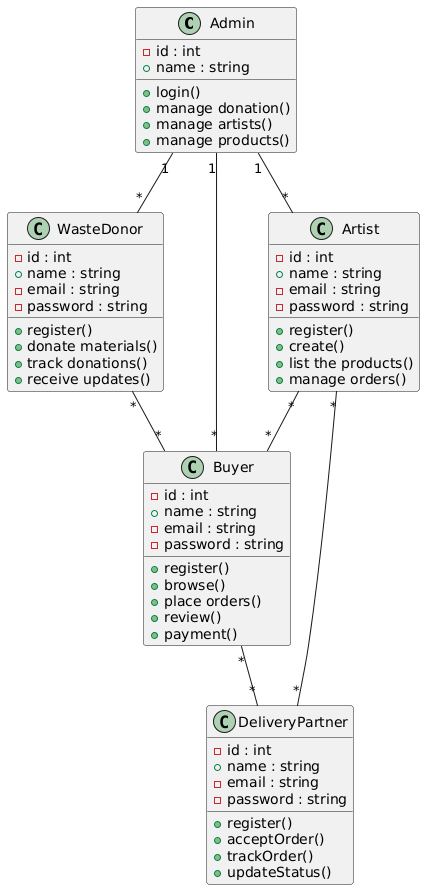 C Admin
id : int
name : string
login()
manage donation()
manage artists()
manage products()
1 1 1
* *
C WasteDonor
id : int
name : string
email : string
password : string
register()
donate materials()
track donations()
receive updates()
C Artist
id : int
name : string
email : string
password : string
register()
create()
list the products()
manage orders()
* * *
* * *
C Buyer
id : int
name : string
email : string
password : string
register()
browse()
place orders()
review()
payment()
*
* *
C DeliveryPartner
id : int
name : string
email : string
password : string
register()
acceptOrder()
trackOrder()
updateStatus()